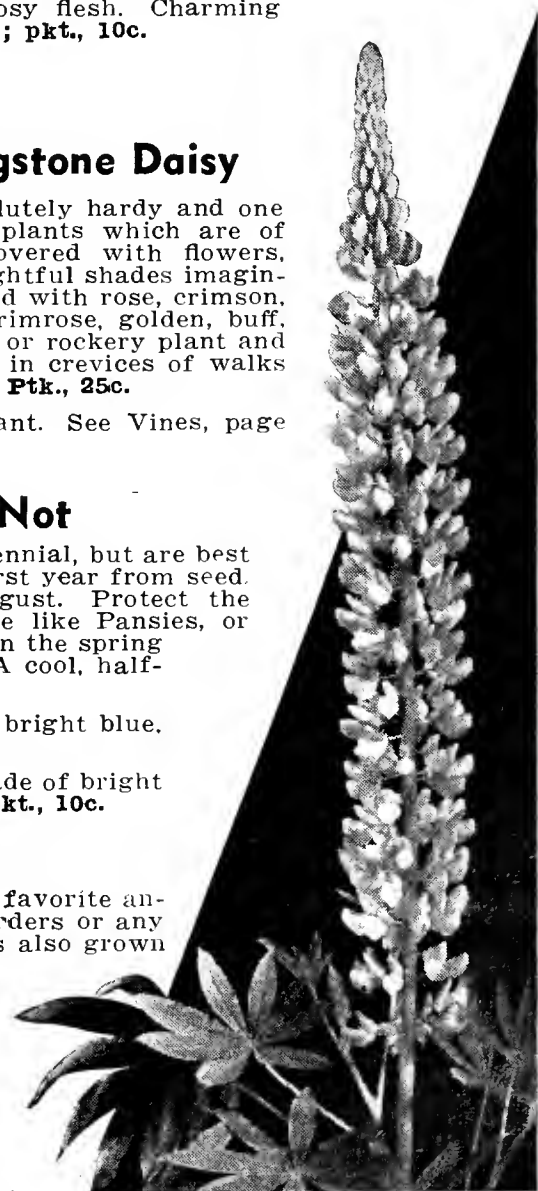 osy flesh. Charming
; pkt., 10c.
gstone Daisy
lutely hardy and one
plants which are of
overed with flowers,
ghtful shades imagin-
d with rose, crimson,
rimrose, golden, buff,
or rockery plant and
in crevices of walks
Ptk., 25c.
ant. See Vines, page
Not
ennial, but are best
rst year from seed.
gust. Protect the
e like Pansies, or
n the spring
A cool, half-
bright blue,
de of bright
kt., 10c.
favorite an-
rders or any
s also grown